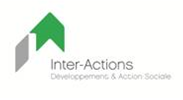 Inter-Actions
Développement & Action Sociale